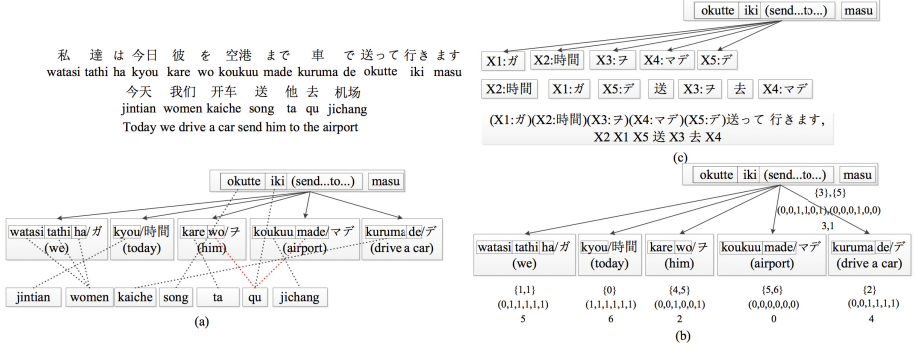 私 達 は 今日 彼 を 空港 まで 車 で 送って 行き ます
watasi tathi ha kyou kare wo koukuu made kuruma de okutte iki masu
今天 我们 开车 送 他 去 机场
jintian women kaiche song ta qu jichang
Today we drive a car send him to the airport
okutte iki (send...to...) masu
watasi tathi ha/ガ kyou/時間 kare wo/ヲ koukuu made/マデ kuruma de/デ
(we) (today) (him) (airport) (drive a car)
jintian women kaiche song ta qu jichang
(a)
okutte iki (send...to...) masu
X1:ガ X2:時間 X3:ヲ X4:マデ X5:デ
X2:時間 X1:ガ X5:デ 送 X3:ヲ 去 X4:マデ
(X1:ガ)(X2:時間)(X3:ヲ)(X4:マデ)(X5:デ)送って 行きます,
X2 X1 X5 送 X3 去 X4
(c)
okutte iki (send...to...) masu
{3},{5}
(0,0,1,1,0,1),(0,0,0,1,0,0)
3,1
watasi tathi ha/ガ kyou/時間 kare wo/ヲ koukuu made/マデ kuruma de/デ
(we) (today) (him) (airport) (drive a car)
{1,1} {0} {4,5} {5,6} {2}
(0,1,1,1,1,1) (1,1,1,1,1,1) (0,0,1,0,0,1) (0,0,0,0,0,0) (0,0,1,1,1,1)
5 6 2 0 4
(b)